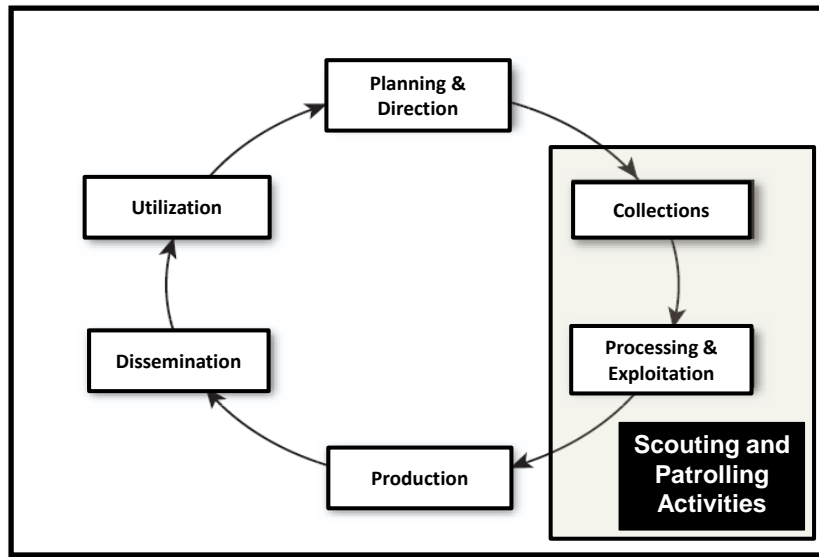 Planning &
Direction
Collections
Processing &
Exploitation
Scouting and
Patrolling
Activities
Production
Dissemination
Utilization